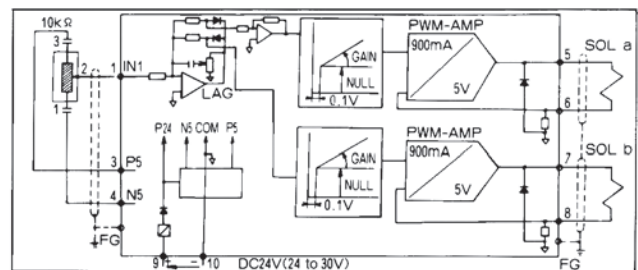 10kΩ
3
2
1
1
IN1
LAG
P24
N5
COM
P5
3
P5
4
N5
FG
9
+
−
10
DC24V(24 to 30V)
GAIN
NULL
0.1V
PWM-AMP
900mA
5V
5
SOL a
6
GAIN
NULL
0.1V
PWM-AMP
900mA
5V
7
SOL b
8
FG